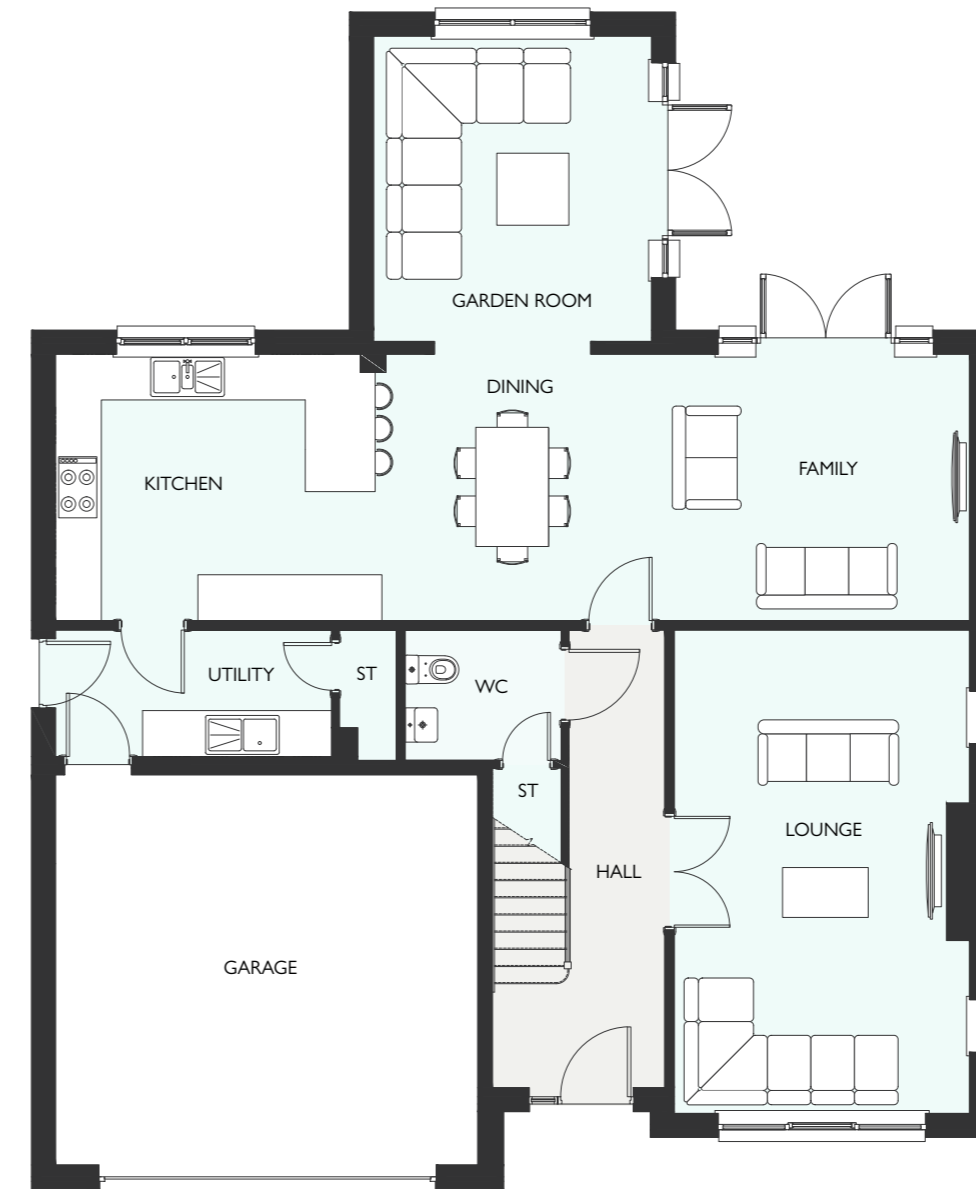 GARDEN ROOM
DINING
FAMILY
KITCHEN
UTILITY
ST
WC
ST
LOUNGE
HALL
GARAGE